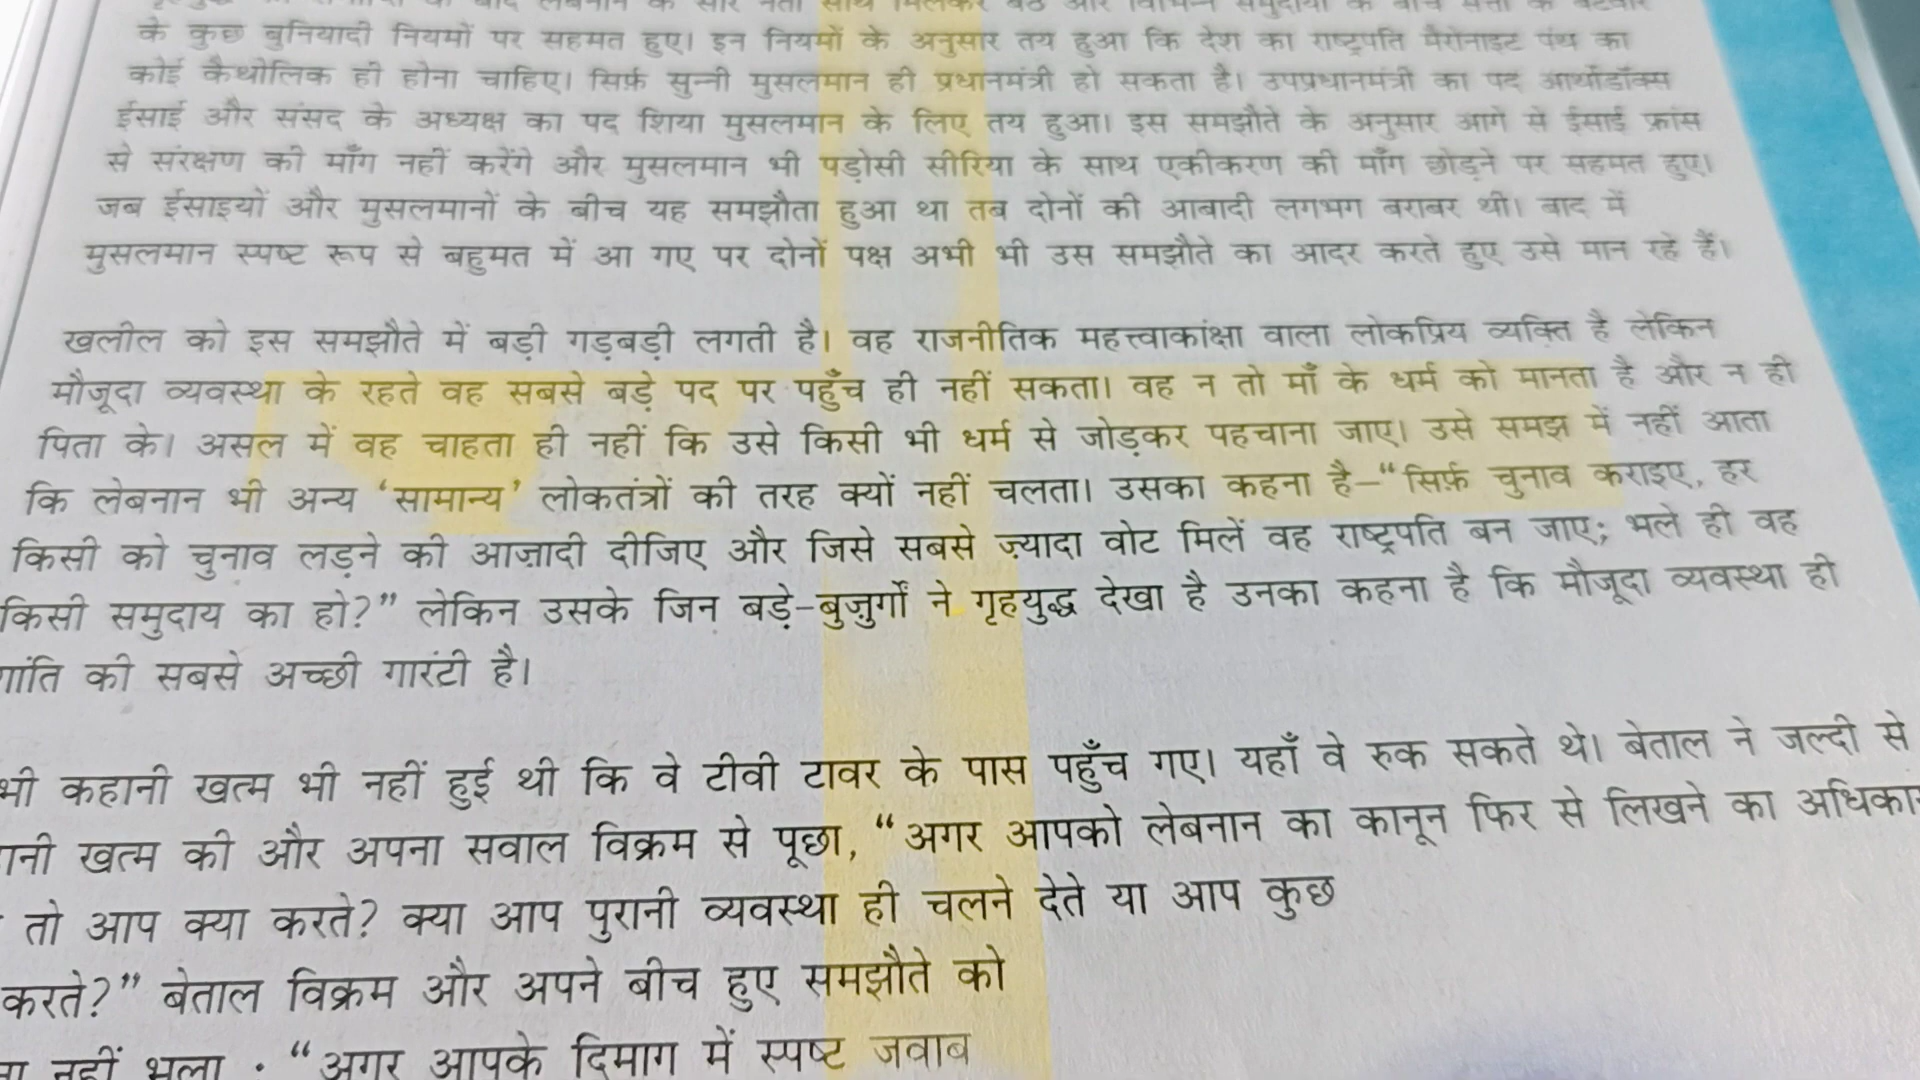 के कुछ बुनियादी नियमों पर सहमत हुए। इन नियमों के अनुसार तय हुआ कि देश का राष्ट्रपति मैरोनाइट पंथ का
कोई कैथोलिक ही होना चाहिए। सिर्फ़ सुन्नी मुसलमान ही प्रधानमंत्री हो सकता है। उपप्रधानमंत्री का पद आर्थोडॉक्स
ईसाई और संसद के अध्यक्ष का पद शिया मुसलमान के लिए तय हुआ। इस समझौते के अनुसार आगे से ईसाई फ्रांस
से संरक्षण की माँग नहीं करेंगे और मुसलमान भी पड़ोसी सीरिया के साथ एकीकरण की माँग छोड़ने पर सहमत हुए।
जब ईसाइयों और मुसलमानों के बीच यह समझौता हुआ था तब दोनों की आबादी लगभग बराबर थी। बाद में
मुसलमान स्पष्ट रूप से बहुमत में आ गए पर दोनों पक्ष अभी भी उस समझौते का आदर करते हुए उसे मान रहे हैं।
खलील को इस समझौते में बड़ी गड़बड़ी लगती है। वह राजनीतिक महत्त्वाकांक्षा वाला लोकप्रिय व्यक्ति है लेकिन
मौजूदा व्यवस्था के रहते वह सबसे बड़े पद पर पहुँच ही नहीं सकता। वह न तो माँ के धर्म को मानता है और न ही
पिता के। असल में वह चाहता ही नहीं कि उसे किसी भी धर्म से जोड़कर पहचाना जाए। उसे समझ में नहीं आता
कि लेबनान भी अन्य ‘सामान्य’ लोकतंत्रों की तरह क्यों नहीं चलता। उसका कहना है–“सिर्फ़ चुनाव कराइए, हर
किसी को चुनाव लड़ने की आज़ादी दीजिए और जिसे सबसे ज़्यादा वोट मिलें वह राष्ट्रपति बन जाए; भले ही वह
किसी समुदाय का हो?” लेकिन उसके जिन बड़े-बुज़ुर्गों ने गृहयुद्ध देखा है उनका कहना है कि मौजूदा व्यवस्था ही
की सबसे अच्छी गारंटी है।
कहानी खत्म भी नहीं हुई थी कि वे टीवी टावर के पास पहुँच गए। यहाँ वे रुक सकते थे। बेताल ने जल्दी से
खत्म की और अपना सवाल विक्रम से पूछा, “अगर आपको लेबनान का कानून फिर से लिखने का
तो आप क्या करते? क्या आप पुरानी व्यवस्था ही चलने देते या आप कुछ
करते?” बेताल विक्रम और अपने बीच हुए समझौते को
नहीं “अगर आपके दिमाग में स्पष्ट जवाब